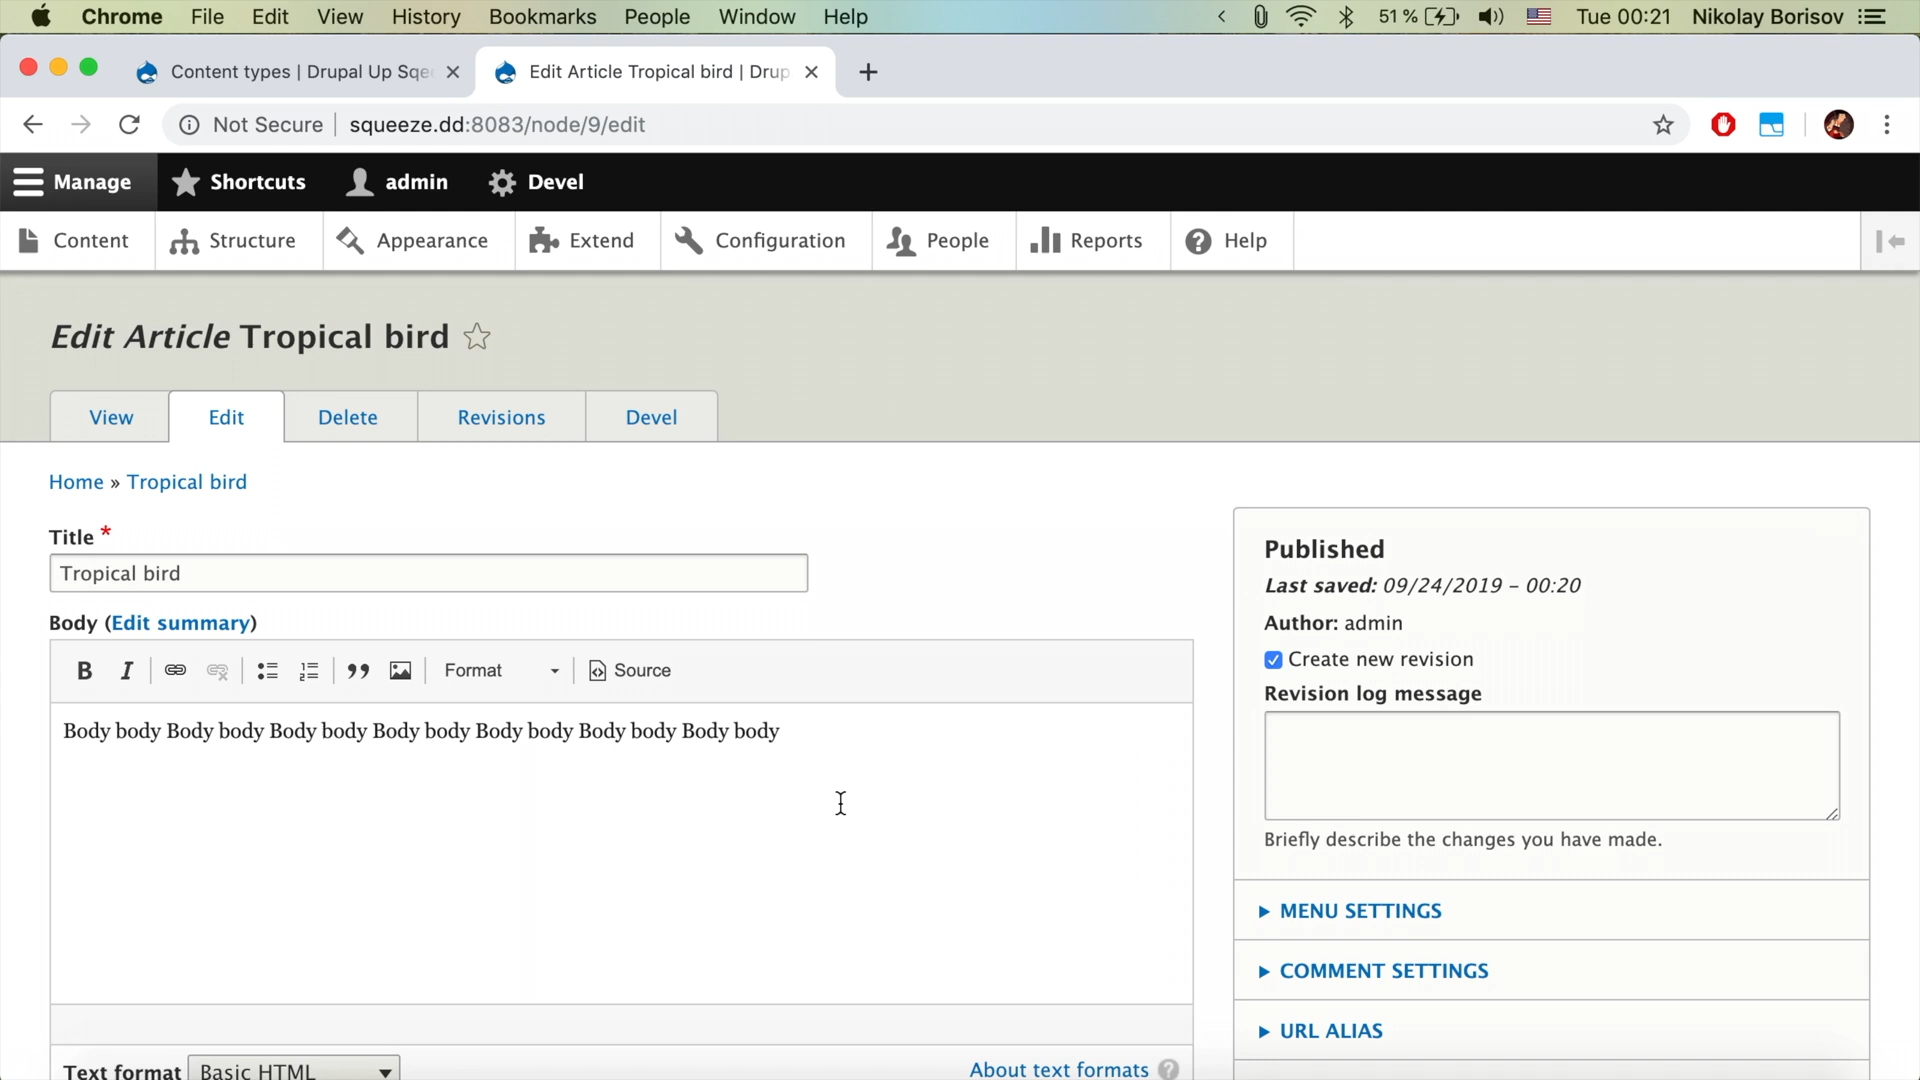 Chrome File Edit View History Bookmarks People Window Help 51 % Tue 00:21 Nikolay Borisov
Content types | Drupal Up Sque
Edit Article Tropical bird | Drup
Not Secure squeeze.dd:8083/node/9/edit
Manage Shortcuts admin Devel
Content Structure Appearance Extend Configuration People Reports Help
Edit Article Tropical bird
View Edit Delete Revisions Devel
Home » Tropical bird
Title *
Tropical bird
Body (Edit summary)
B I Format Source
Body body Body body Body body Body body Body body Body body Body body
Text format Basic HTML About text formats ?
Published
Last saved: 09/24/2019 – 00:20
Author: admin
Create new revision
Revision log message
Briefly describe the changes you have made.
MENU SETTINGS
COMMENT SETTINGS
URL ALIAS